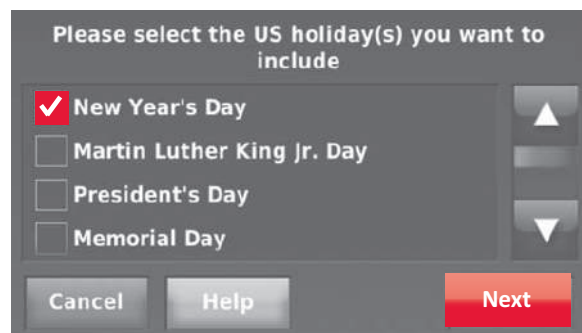 Please select the US holiday(s) you want to
include
New Year's Day
Martin Luther King Jr. Day
President's Day
Memorial Day
Cancel
Help
Next